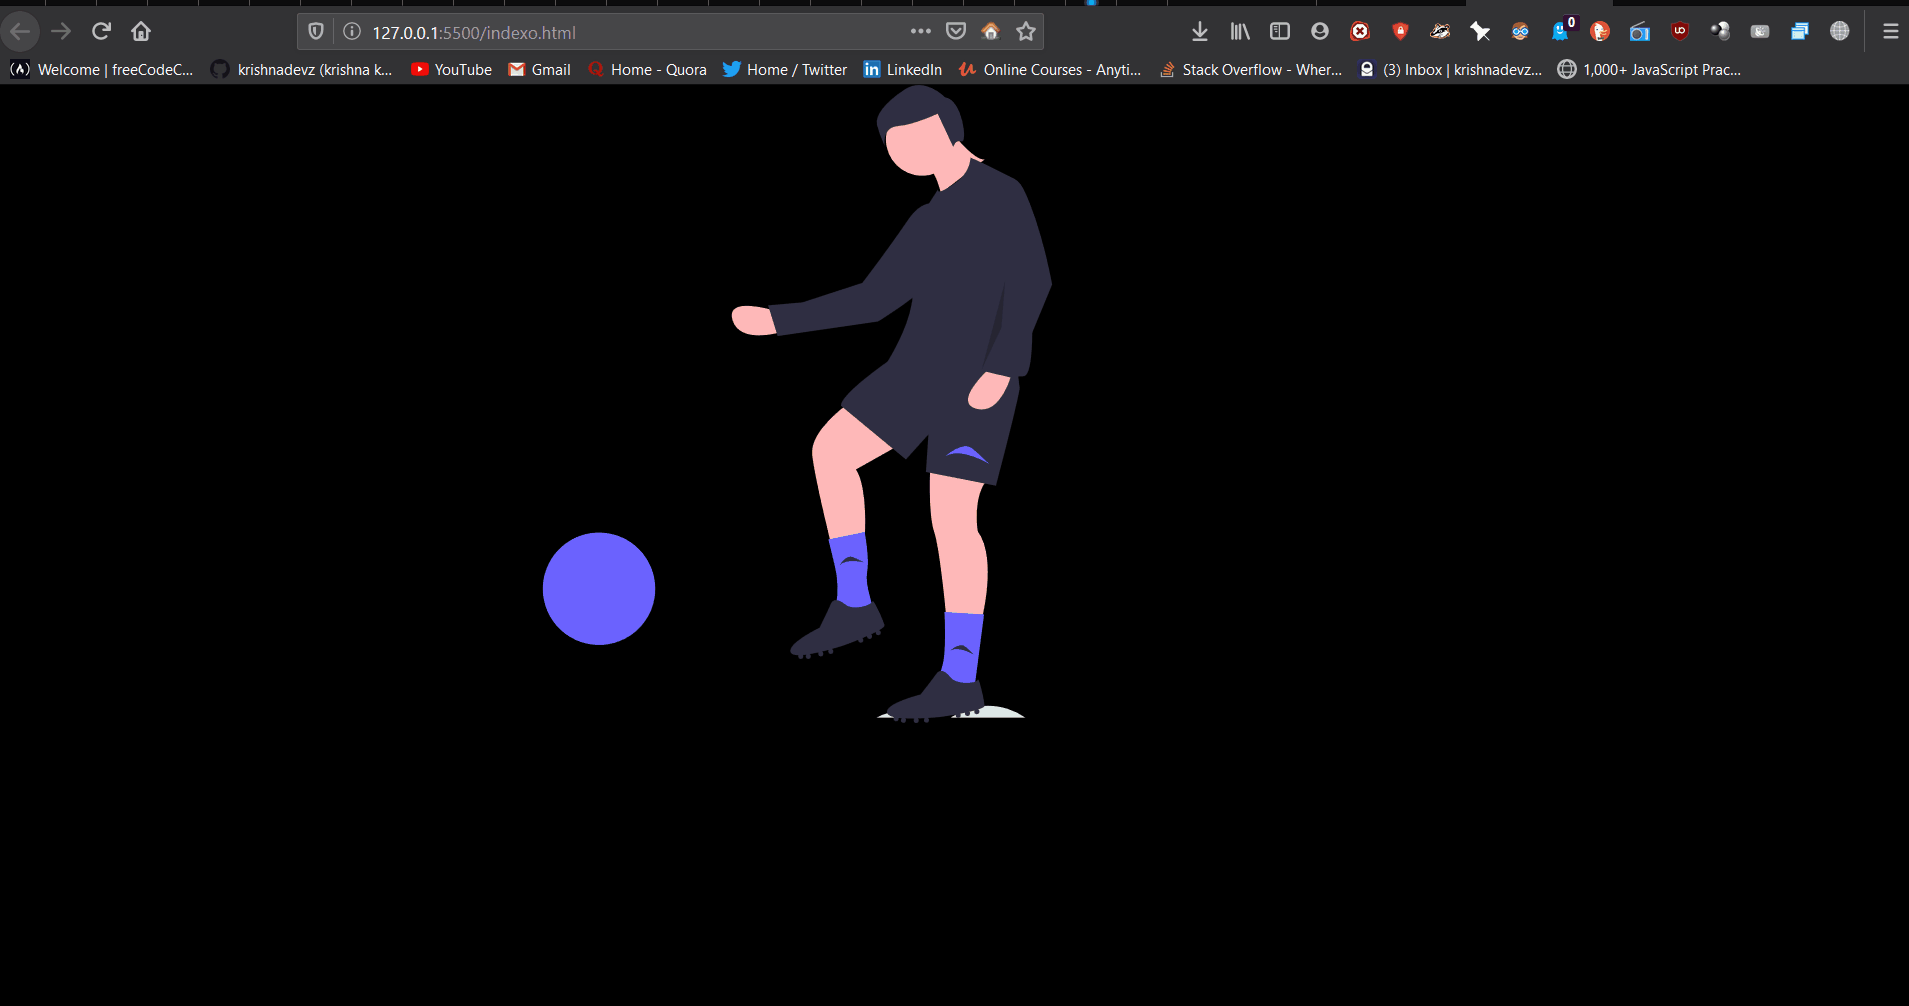 127.0.0.1:5500/indexo.html
0
Welcome | freeCodeC... krishnadevz (krishna k... YouTube Gmail Home - Quora Home / Twitter LinkedIn Online Courses - Anyti... Stack Overflow - Wher... (3) Inbox | krishnadevz... 1,000+ JavaScript Prac...